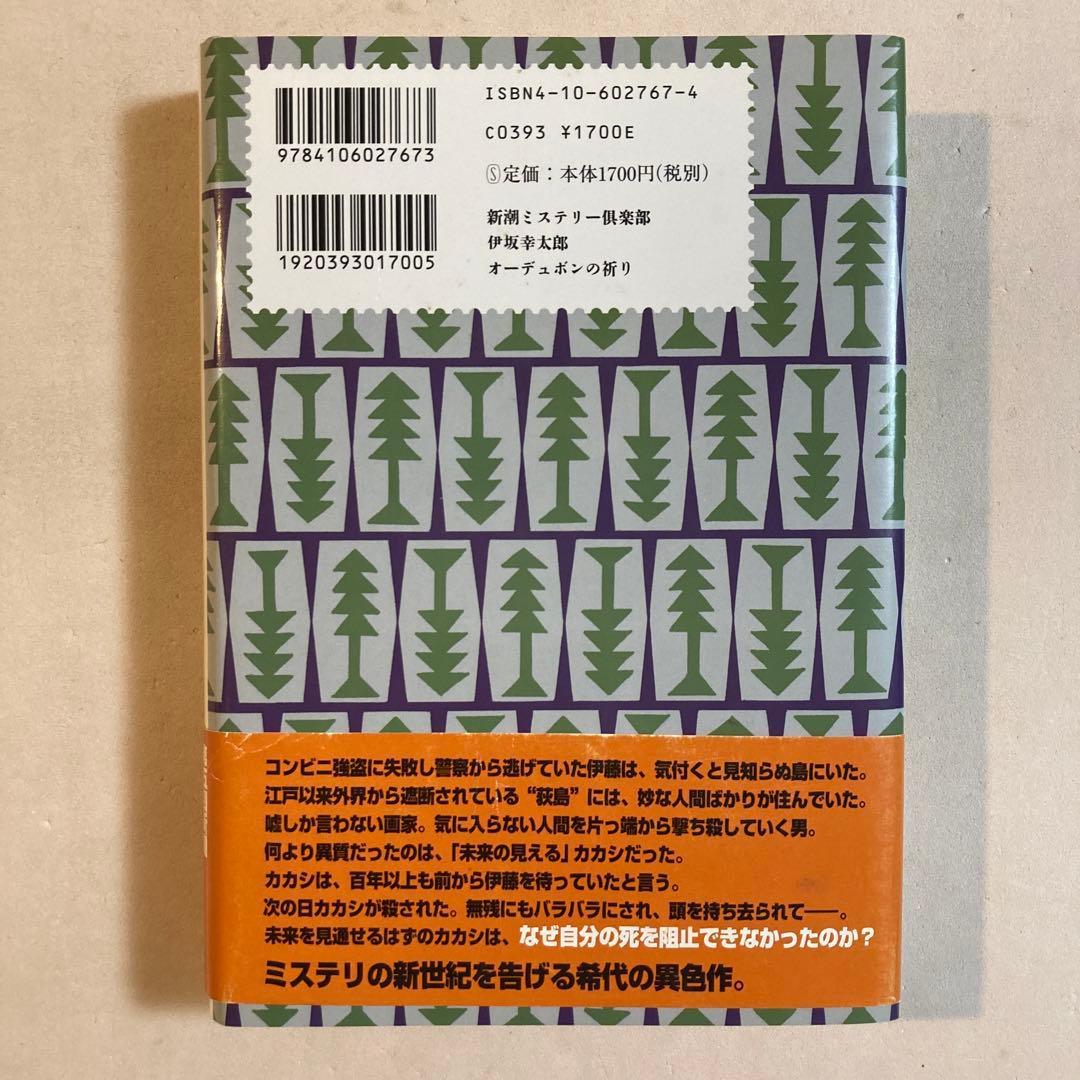 ISBN4-10-602767-4
C0393 ¥1700E
9784106027673
Ⓢ定価：本体1700円(税別)
1920393017005
新潮ミステリー倶楽部
伊坂幸太郎
オーデュボンの祈り
コンビニ強盗に失敗し警察から逃げていた伊藤は、気付くと見知らぬ島にいた。
江戸以来外界から遮断されている“荻島”には、妙な人間ばかりが住んでいた。
嘘しか言わない画家。気に入らない人間を片っ端から撃ち殺していく男。
何より異質だったのは、「未来の見える」カカシだった。
カカシは、百年以上も前から伊藤を待っていたと言う。
次の日カカシが殺された。無残にもバラバラにされ、頭を持ち去られて――。
未来を見通せるはずのカカシは、なぜ自分の死を阻止できなかったのか？
ミステリの新世紀を告げる希代の異色作。